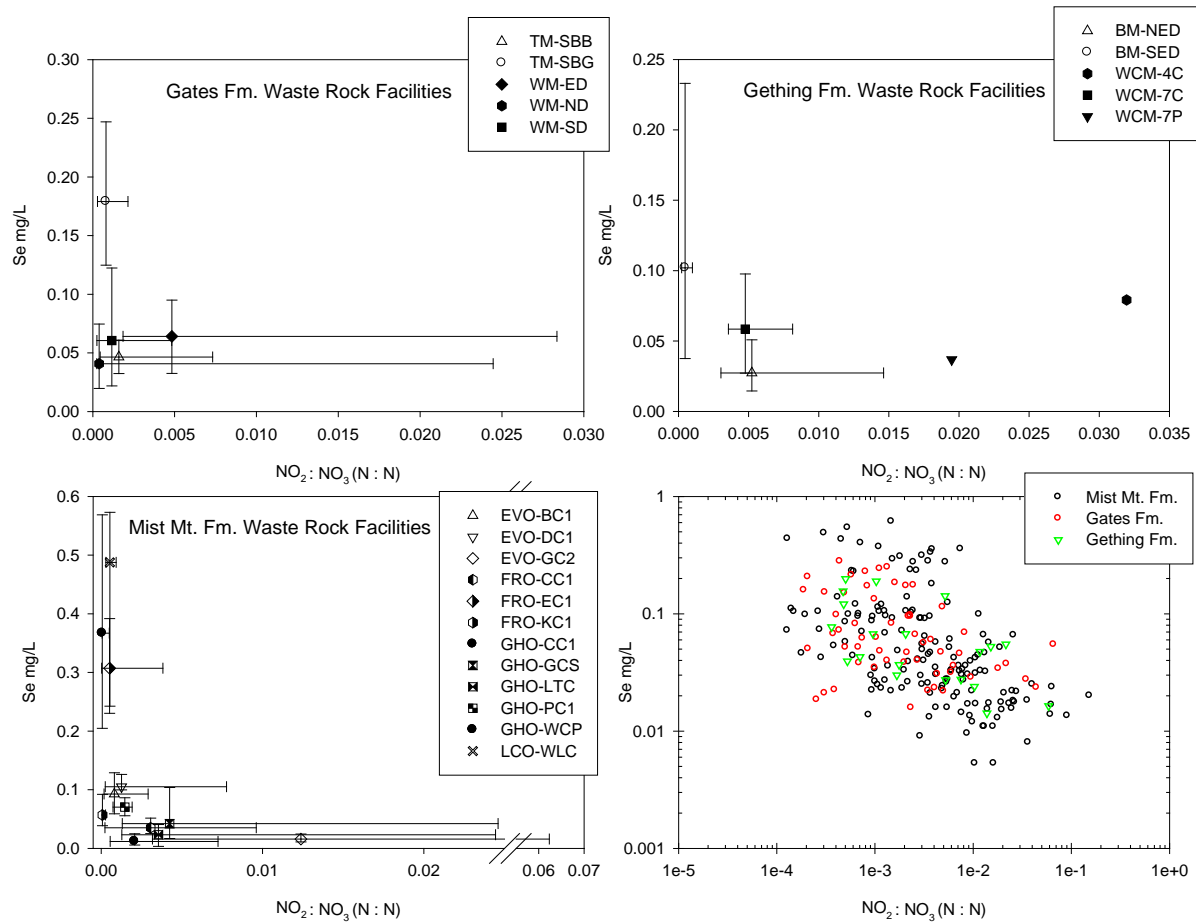 TM-SBB
TM-SBG
WM-ED
WM-ND
WM-SD
Gates Fm. Waste Rock Facilities
0.30
0.25
0.20
0.15
0.10
0.05
0.00
Se mg/L
0.000 0.005 0.010 0.015 0.020 0.025 0.030
NO2 : NO3 (N : N)
BM-NED
BM-SED
WCM-4C
WCM-7C
WCM-7P
Gething Fm. Waste Rock Facilities
0.25
0.20
0.15
0.10
0.05
0.00
Se mg/L
0.000 0.005 0.010 0.015 0.020 0.025 0.030 0.035
NO2 : NO3 (N : N)
Mist Mt. Fm. Waste Rock Facilities
EVO-BC1
EVO-DC1
EVO-GC2
FRO-CC1
FRO-EC1
FRO-KC1
GHO-CC1
GHO-GCS
GHO-LTC
GHO-PC1
GHO-WCP
LCO-WLC
0.6
0.5
0.4
0.3
0.2
0.1
0.0
Se mg/L
0.00 0.01 0.02 0.06 0.07
NO2 : NO3 (N : N)
Mist Mt. Fm.
Gates Fm.
Gething Fm.
1
0.1
0.01
0.001
Se mg/L
1e-5 1e-4 1e-3 1e-2 1e-1 1e+0
NO2 : NO3 (N : N)